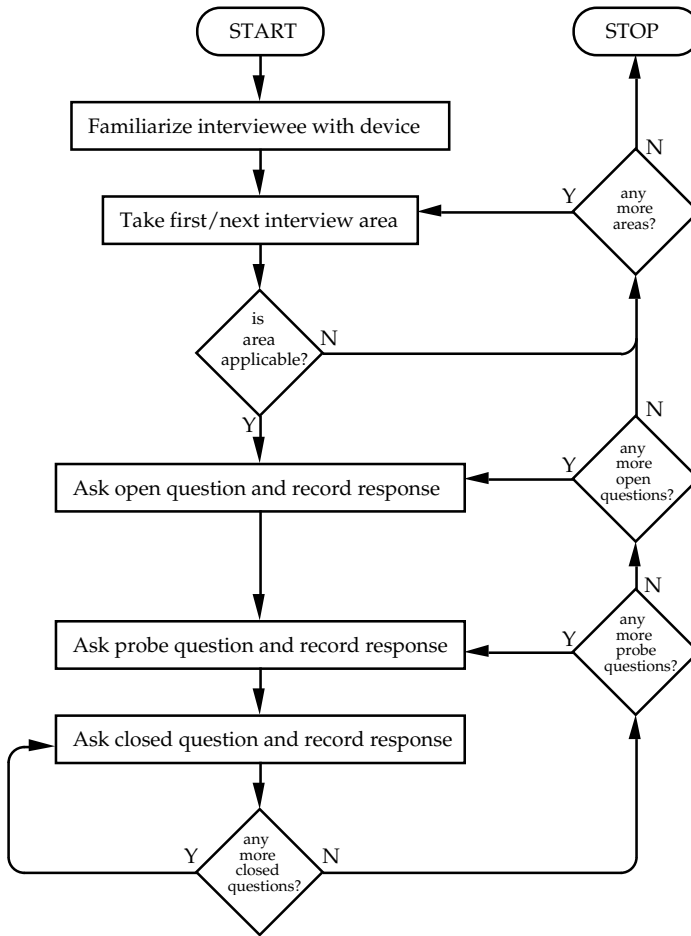 START
STOP
Familiarize interviewee with device
N
Y
any
more
areas?
Take first/next interview area
is
area
applicable?
N
Y
N
Y
any
more
open
questions?
Ask open question and record response
N
Y
any
more
probe
questions?
Ask probe question and record response
Ask closed question and record response
Y
any
more
closed
questions?
N